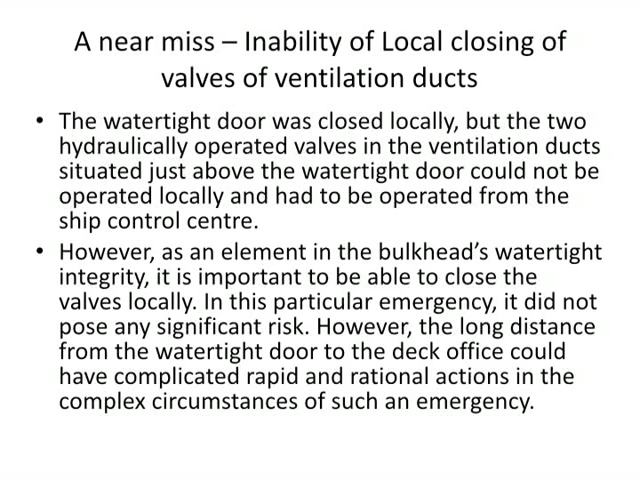 A near miss – Inability of Local closing of
valves of ventilation ducts
• The watertight door was closed locally, but the two
hydraulically operated valves in the ventilation ducts
situated just above the watertight door could not be
operated locally and had to be operated from the
ship control centre.
• However, as an element in the bulkhead’s watertight
integrity, it is important to be able to close the
valves locally. In this particular emergency, it did not
pose any significant risk. However, the long distance
from the watertight door to the deck office could
have complicated rapid and rational actions in the
complex circumstances of such an emergency.